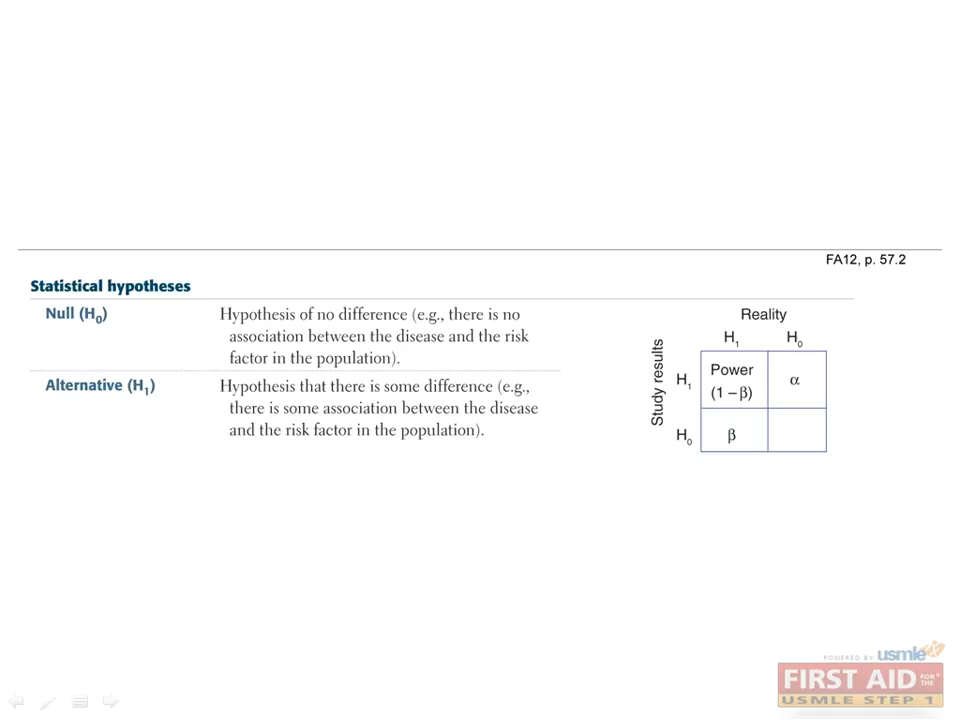 FA12, p. 57.2
Statistical hypotheses
Null (H0)
Hypothesis of no difference (e.g., there is no
association between the disease and the risk
factor in the population).
Alternative (H1)
Hypothesis that there is some difference (e.g.,
there is some association between the disease
and the risk factor in the population).
Reality
H1 H0
Study results
H1 Power
(1 – β) α
H0 β
POWERED BY usmlerx
FIRST AID FOR THE®
USMLE STEP 1